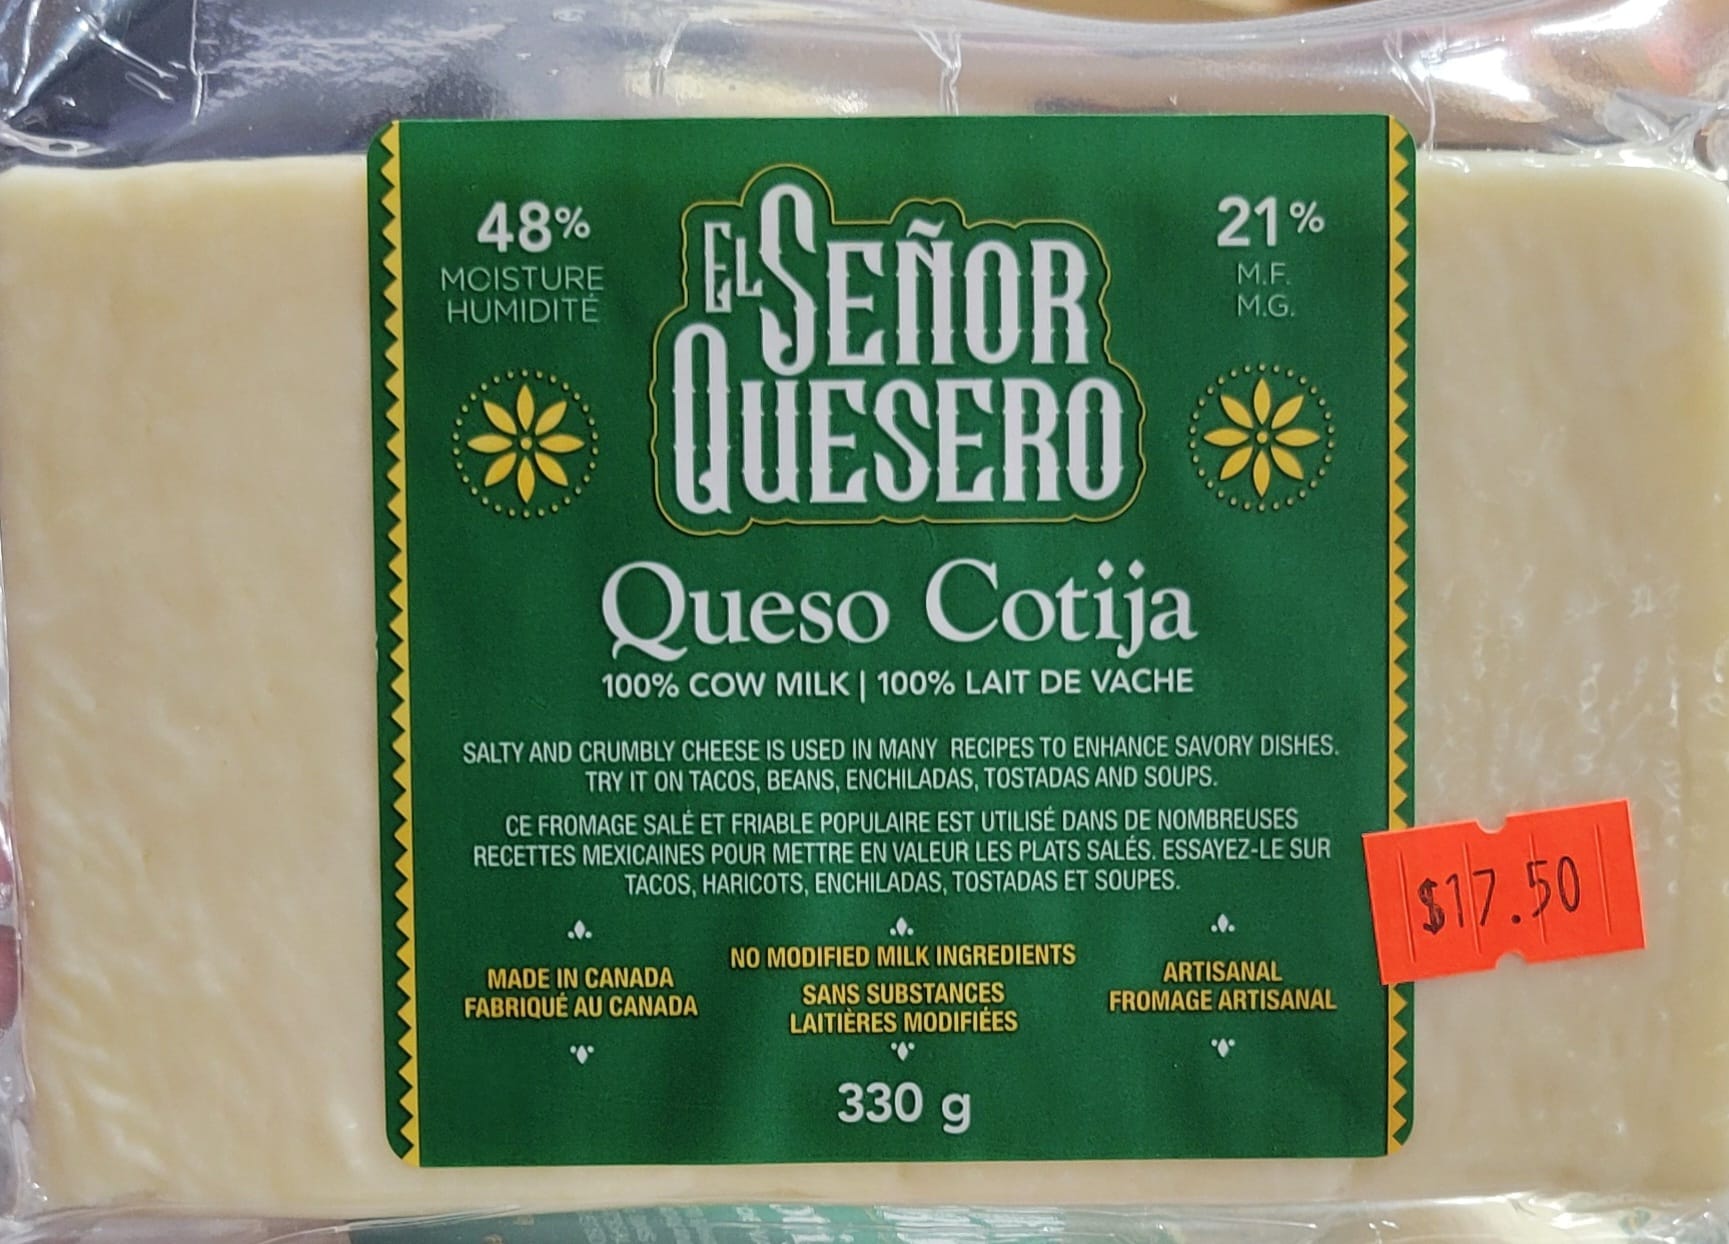 48%
MOISTURE
HUMIDITÉ
EL SEÑOR
QUESERO
21%
M.F.
M.G.
Queso Cotija
100% COW MILK | 100% LAIT DE VACHE
SALTY AND CRUMBLY CHEESE IS USED IN MANY RECIPES TO ENHANCE SAVORY DISHES.
TRY IT ON TACOS, BEANS, ENCHILADAS, TOSTADAS AND SOUPS.
CE FROMAGE SALÉ ET FRIABLE POPULAIRE EST UTILISÉ DANS DE NOMBREUSES
RECETTES MEXICAINES POUR METTRE EN VALEUR LES PLATS SALÉS. ESSAYEZ-LE SUR
TACOS, HARICOTS, ENCHILADAS, TOSTADAS ET SOUPES.
$17.50
MADE IN CANADA
FABRIQUÉ AU CANADA
NO MODIFIED MILK INGREDIENTS
SANS SUBSTANCES
LAITIÈRES MODIFIÉES
ARTISANAL
FROMAGE ARTISANAL
330 g